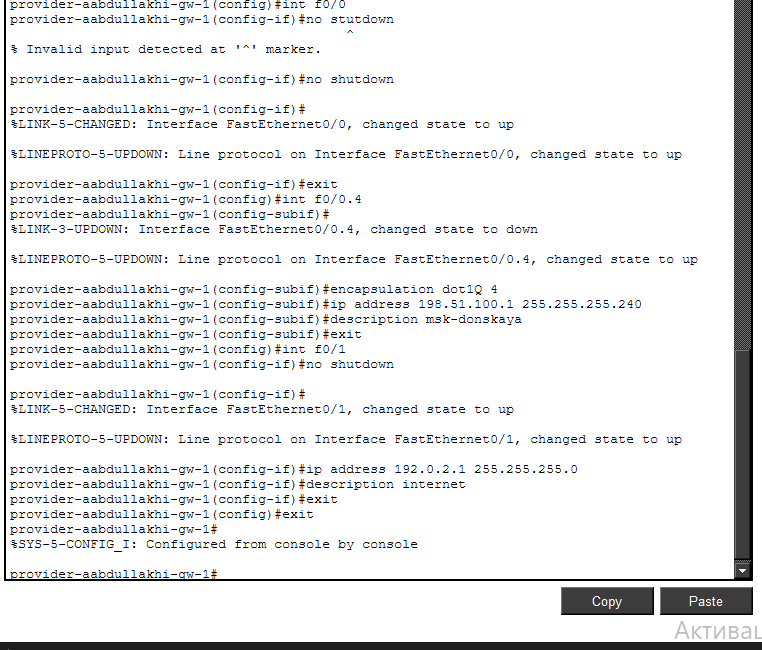 provider-aabdullakhi-gw-1(config)#int f0/0
provider-aabdullakhi-gw-1(config-if)#no stutdown
^
% Invalid input detected at '^' marker.
provider-aabdullakhi-gw-1(config-if)#no shutdown
provider-aabdullakhi-gw-1(config-if)#
%LINK-5-CHANGED: Interface FastEthernet0/0, changed state to up
%LINEPROTO-5-UPDOWN: Line protocol on Interface FastEthernet0/0, changed state to up
provider-aabdullakhi-gw-1(config-if)#exit
provider-aabdullakhi-gw-1(config)#int f0/0.4
provider-aabdullakhi-gw-1(config-subif)#
%LINK-3-UPDOWN: Interface FastEthernet0/0.4, changed state to down
%LINEPROTO-5-UPDOWN: Line protocol on Interface FastEthernet0/0.4, changed state to up
provider-aabdullakhi-gw-1(config-subif)#encapsulation dot1Q 4
provider-aabdullakhi-gw-1(config-subif)#ip address 198.51.100.1 255.255.255.240
provider-aabdullakhi-gw-1(config-subif)#description msk-donskaya
provider-aabdullakhi-gw-1(config-subif)#exit
provider-aabdullakhi-gw-1(config)#int f0/1
provider-aabdullakhi-gw-1(config-if)#no shutdown
provider-aabdullakhi-gw-1(config-if)#
%LINK-5-CHANGED: Interface FastEthernet0/1, changed state to up
%LINEPROTO-5-UPDOWN: Line protocol on Interface FastEthernet0/1, changed state to up
provider-aabdullakhi-gw-1(config-if)#ip address 192.0.2.1 255.255.255.0
provider-aabdullakhi-gw-1(config-if)#description internet
provider-aabdullakhi-gw-1(config-if)#exit
provider-aabdullakhi-gw-1(config)#exit
provider-aabdullakhi-gw-1#
%SYS-5-CONFIG_I: Configured from console by console
provider-aabdullakhi-gw-1#
Copy Paste
Активац